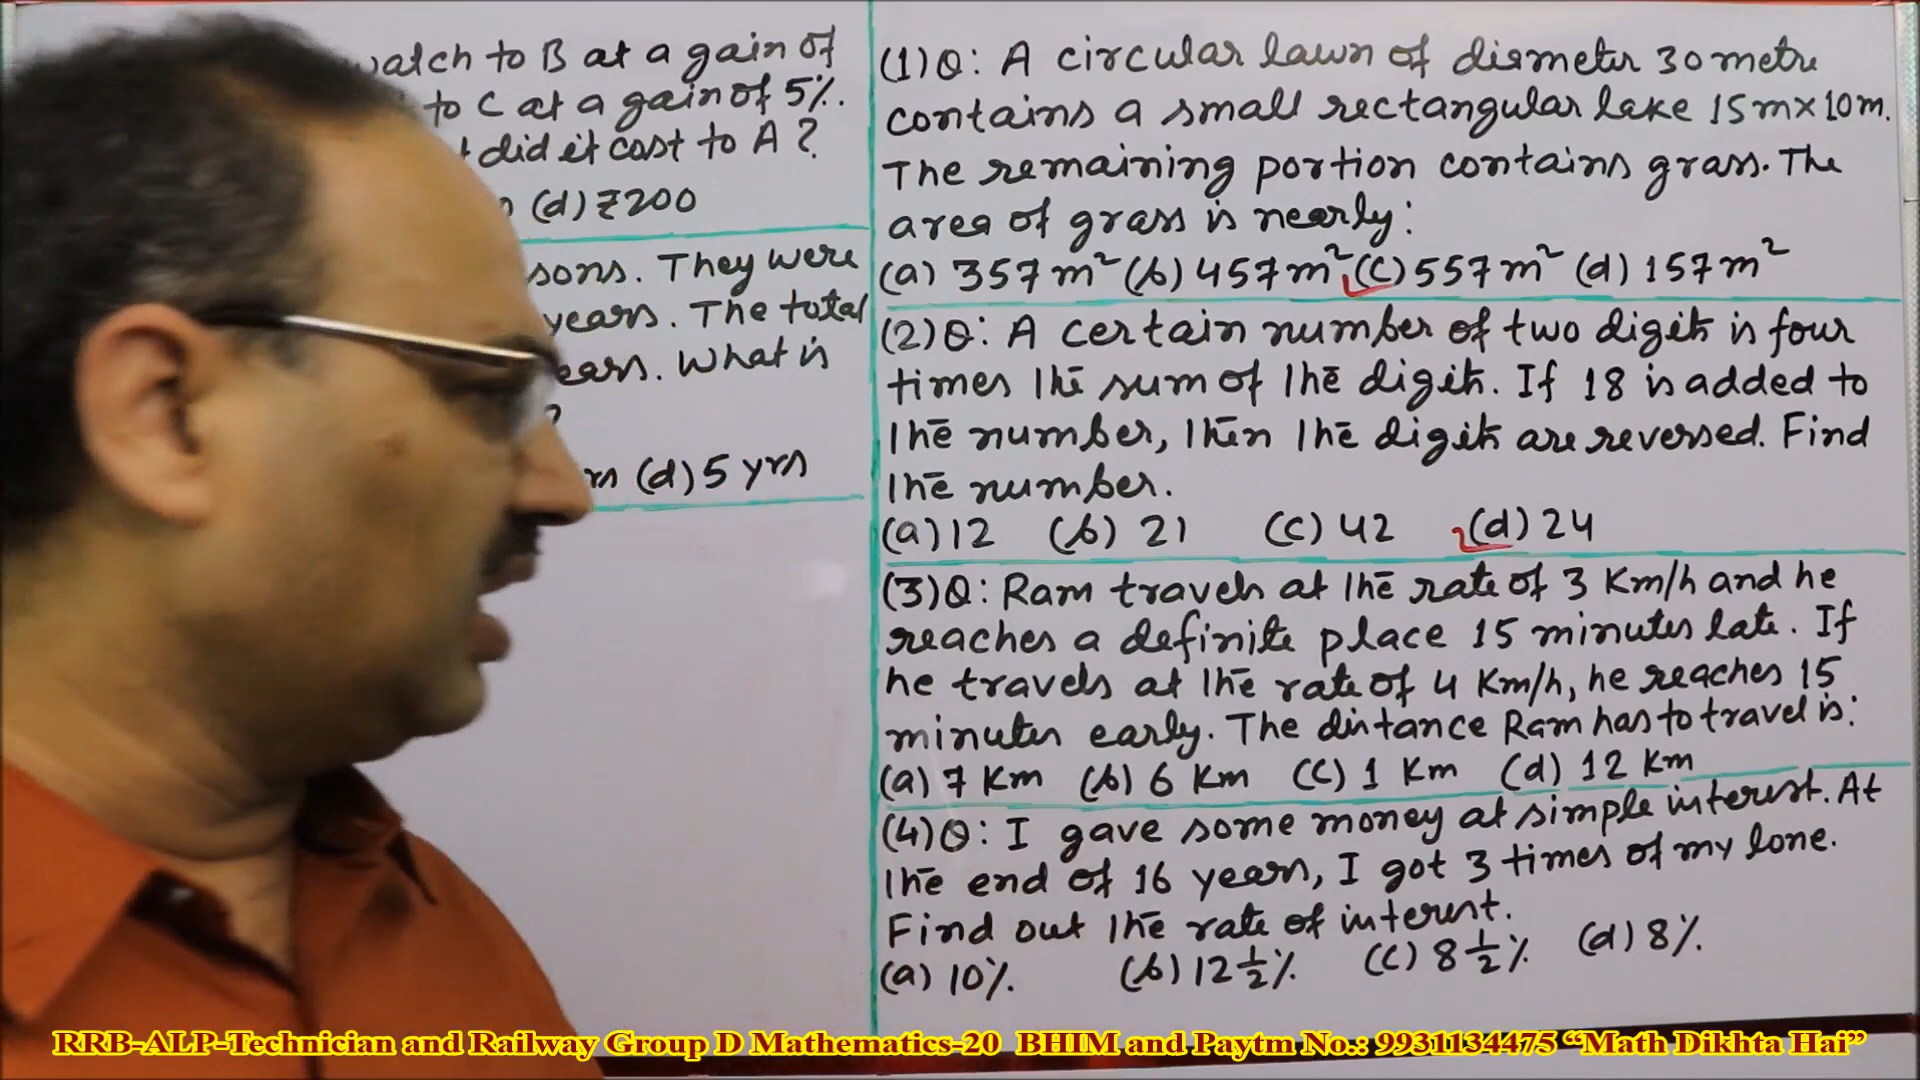 watch to B at a gain of
to C at a gain of 5%.
did it cost to A ?
(d) ₹200
sons. They were
years. The total
ears. What is
?
(d) 5 yrs
(1) Q: A circular lawn of diameter 30 metre
contains a small rectangular lake 15m×10m.
The remaining portion contains grass. The
area of grass is nearly:
(a) 357 m² (b) 457 m² (c) 557 m² (d) 157 m²
(2) Q: A certain number of two digits is four
times the sum of the digits. If 18 is added to
the number, then the digits are reversed. Find
the number.
(a) 12 (b) 21 (c) 42 (d) 24
(3) Q: Ram travels at the rate of 3 Km/h and he
reaches a definite place 15 minutes late. If
he travels at the rate of 4 Km/h, he reaches 15
minutes early. The distance Ram has to travel is:
(a) 7 Km (b) 6 Km (c) 1 Km (d) 12 Km
(4) Q: I gave some money at simple interest. At
the end of 16 years, I got 3 times of my lone.
Find out the rate of interest.
(a) 10% (b) 12 1/2 % (c) 8 1/2 % (d) 8%
RRB-ALP-Technician and Railway Group D Mathematics-20 BHIM and Paytm No.: 9931134475 “Math Dikhta Hai”